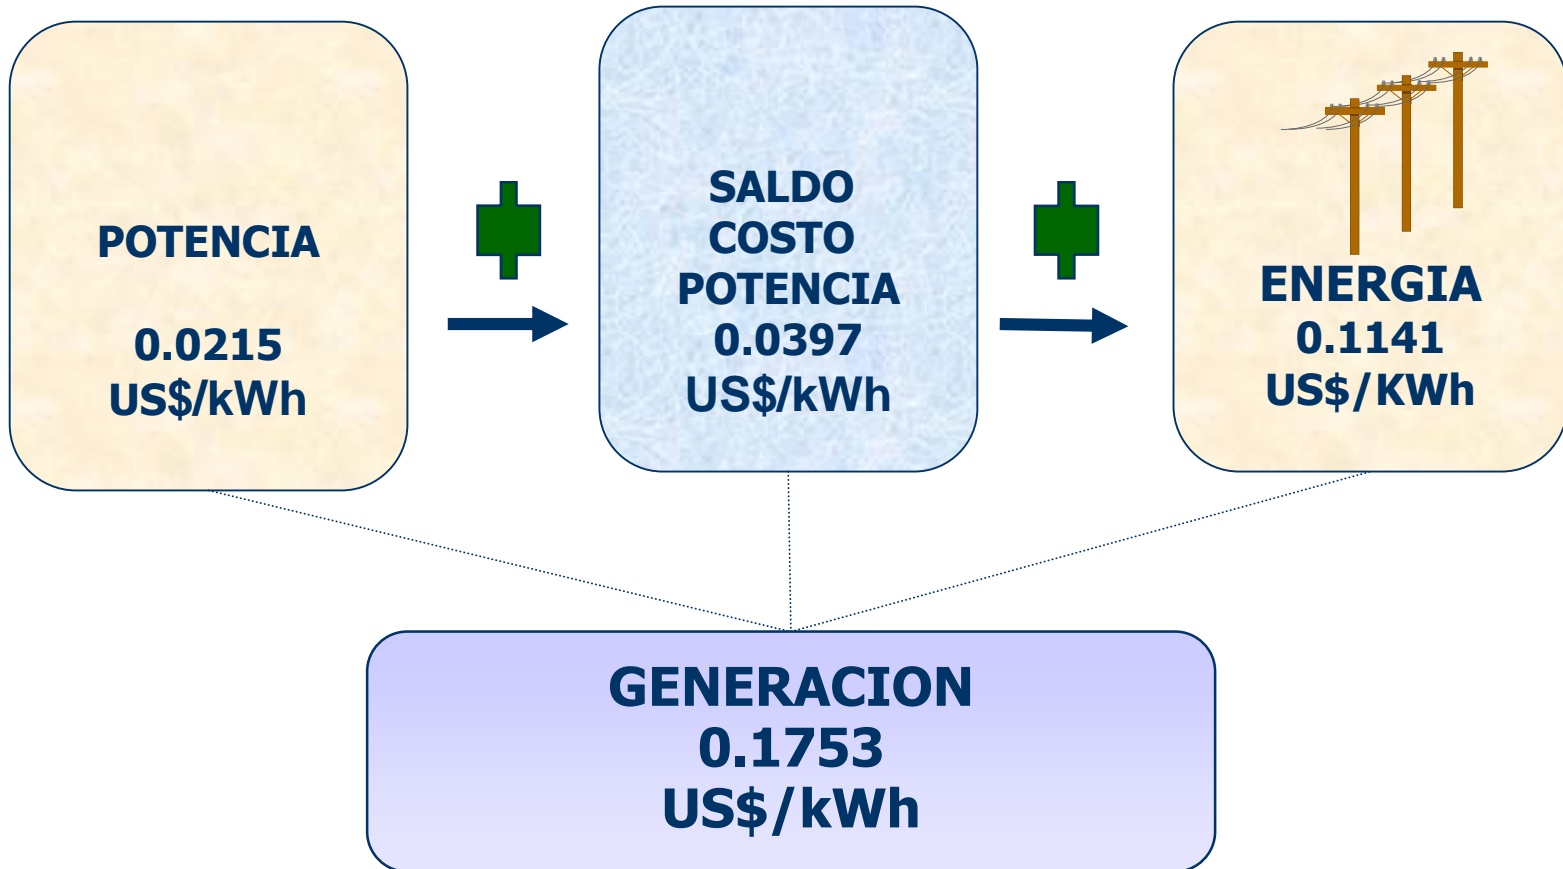 POTENCIA
0.0215
US$/kWh
SALDO
COSTO
POTENCIA
0.0397
US$/kWh
ENERGIA
0.1141
US$/KWh
GENERACION
0.1753
US$/kWh